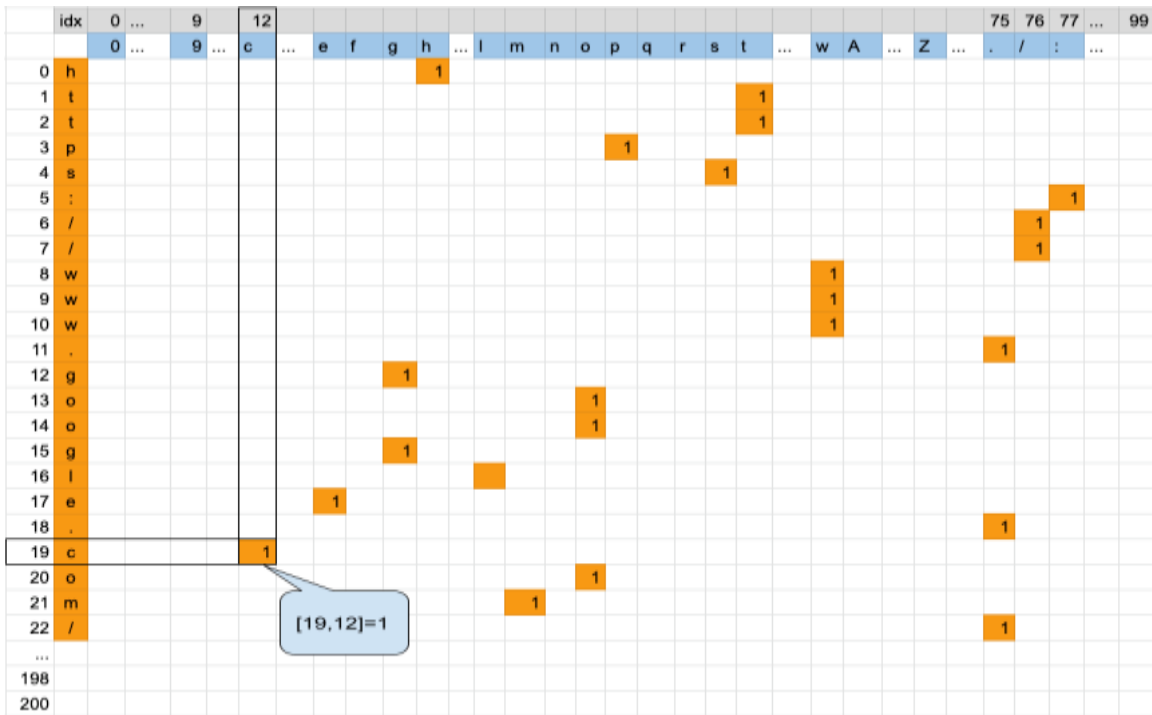 idx 0 ... 9 12 75 76 77 ... 99
0 ... 9 ... c ... e f g h ... l m n o p q r s t ... w A ... Z ... . / : ...
0 h 1
1 t 1
2 t 1
3 p 1
4 s 1
5 : 1
6 / 1
7 / 1
8 w 1
9 w 1
10 w 1
11 . 1
12 g 1
13 o 1
14 o 1
15 g 1
16 l
17 e 1
18 . 1
19 c 1
20 o 1
21 m 1
[19,12]=1
22 / 1
...
198
200